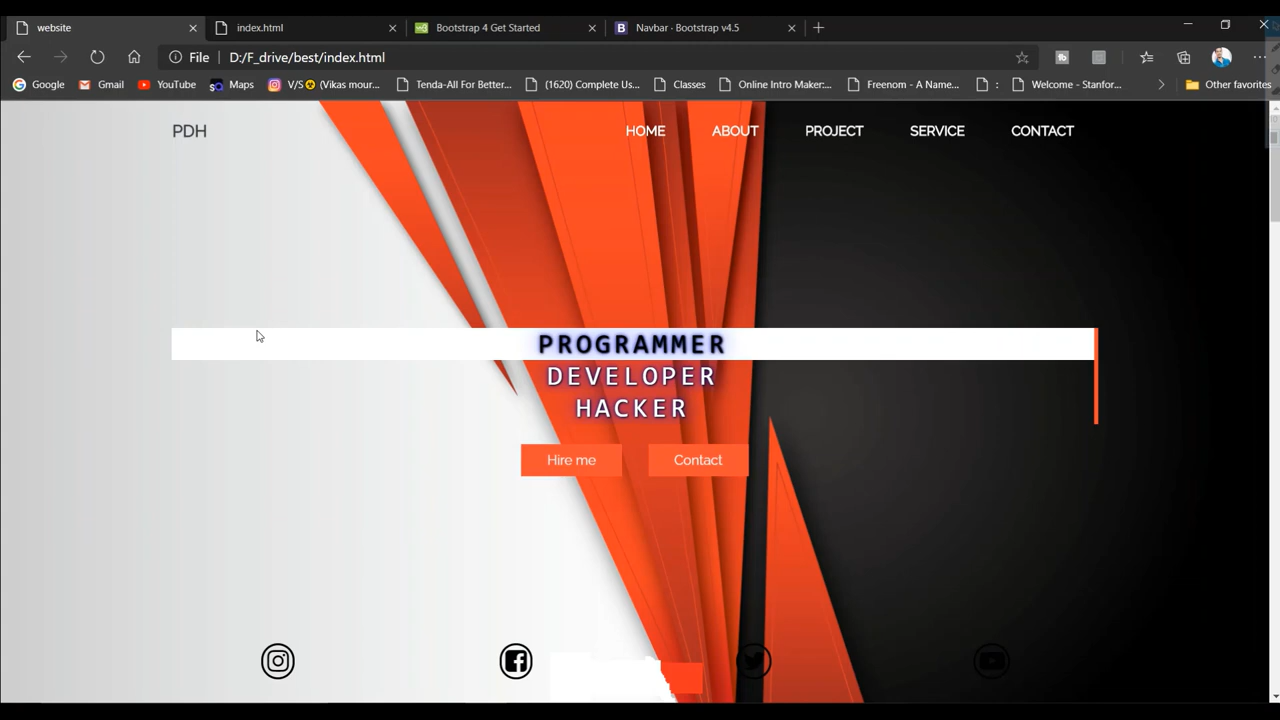 website
index.html
Bootstrap 4 Get Started
Navbar · Bootstrap v4.5
File
D:/F_drive/best/index.html
Google
Gmail
YouTube
Maps
V/S☢(Vikas mour...
Tenda-All For Better...
(1620) Complete Us...
Classes
Online Intro Maker:...
Freenom - A Name...
:
Welcome - Stanfor...
Other favorites
PDH
HOME
ABOUT
PROJECT
SERVICE
CONTACT
PROGRAMMER
DEVELOPER
HACKER
Hire me
Contact